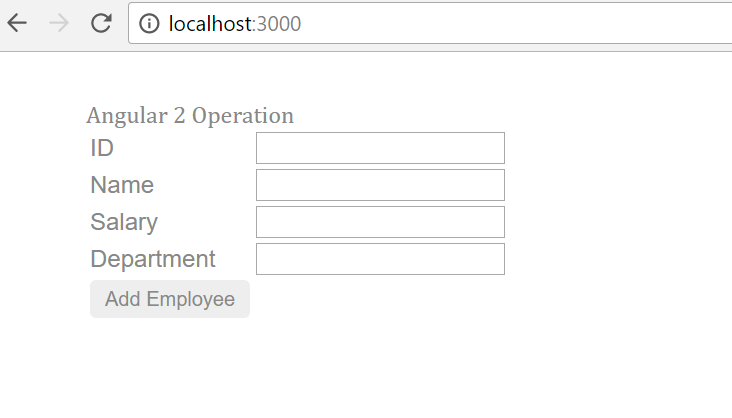 localhost:3000
Angular 2 Operation
ID
Name
Salary
Department
Add Employee